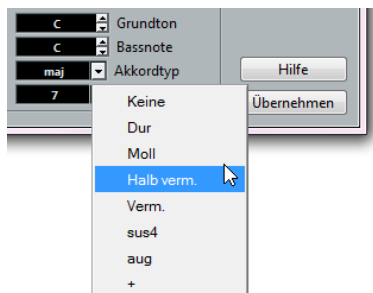 C Grundton
C Bassnote
maj Akkordtyp Hilfe
7 Übernehmen
Keine
Dur
Moll
Halb verm.
Verm.
sus4
aug
+